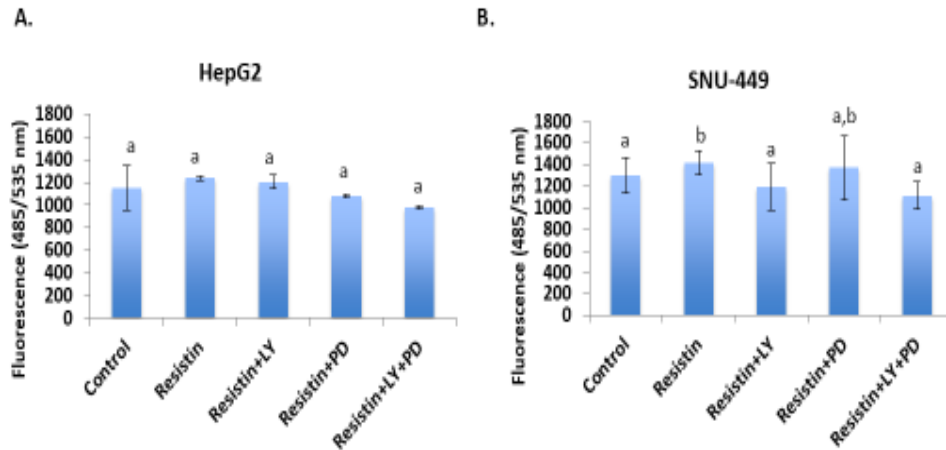 A.
HepG2
Fluorescence (485/535 nm)
1800
1600
1400
1200
1000
800
600
400
200
0
a
a
a
a
a
Control
Resistin
Resistin+LY
Resistin+PD
Resistin+LY+PD
B.
SNU-449
Fluorescence (485/535 nm)
1800
1600
1400
1200
1000
800
600
400
200
0
a
b
a
a,b
a
Control
Resistin
Resistin+LY
Resistin+PD
Resistin+LY+PD